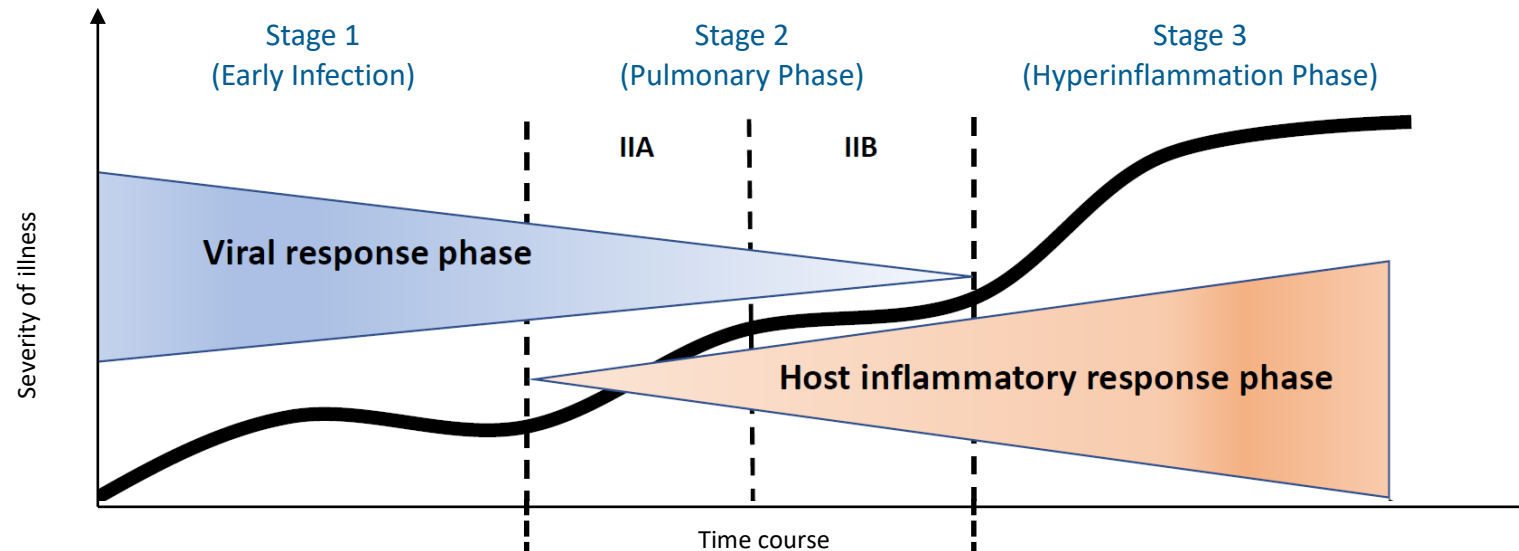 Stage 1
(Early Infection)
Stage 2
(Pulmonary Phase)
Stage 3
(Hyperinflammation Phase)
IIA
IIB
Severity of illness
Viral response phase
Host inflammatory response phase
Time course